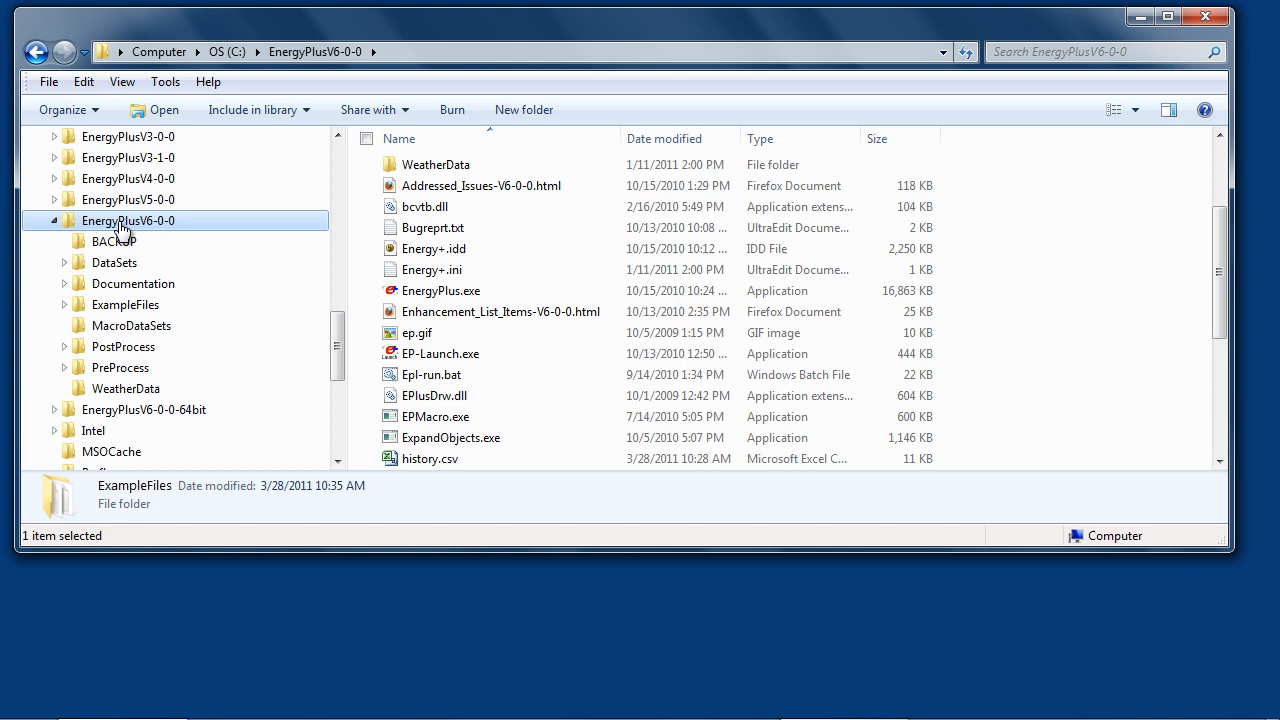 Computer OS (C:) EnergyPlusV6-0-0
Search EnergyPlusV6-0-0
File Edit View Tools Help
Organize Open Include in library Share with Burn New folder
EnergyPlusV3-0-0
EnergyPlusV3-1-0
EnergyPlusV4-0-0
EnergyPlusV5-0-0
EnergyPlusV6-0-0
BACKUP
DataSets
Documentation
ExampleFiles
MacroDataSets
PostProcess
PreProcess
WeatherData
EnergyPlusV6-0-0-64bit
Intel
MSOCache
Name Date modified Type Size
WeatherData 1/11/2011 2:00 PM File folder
Addressed_Issues-V6-0-0.html 10/15/2010 1:29 PM Firefox Document 118 KB
bcvtb.dll 2/16/2010 5:49 PM Application extens... 104 KB
Bugreprt.txt 10/13/2010 10:08 ... UltraEdit Docume... 2 KB
Energy+.idd 10/15/2010 10:12 ... IDD File 2,250 KB
Energy+.ini 1/11/2011 2:00 PM UltraEdit Docume... 1 KB
EnergyPlus.exe 10/15/2010 10:24 ... Application 16,863 KB
Enhancement_List_Items-V6-0-0.html 10/13/2010 2:35 PM Firefox Document 25 KB
ep.gif 10/5/2009 1:15 PM GIF image 10 KB
EP-Launch.exe 10/13/2010 12:50 ... Application 444 KB
Epl-run.bat 9/14/2010 1:34 PM Windows Batch File 22 KB
EPlusDrw.dll 10/1/2009 12:42 PM Application extens... 604 KB
EPMacro.exe 7/14/2010 5:05 PM Application 600 KB
ExpandObjects.exe 10/5/2010 5:07 PM Application 1,146 KB
history.csv 3/28/2011 10:28 AM Microsoft Excel C... 11 KB
ExampleFiles Date modified: 3/28/2011 10:35 AM
File folder
1 item selected
Computer